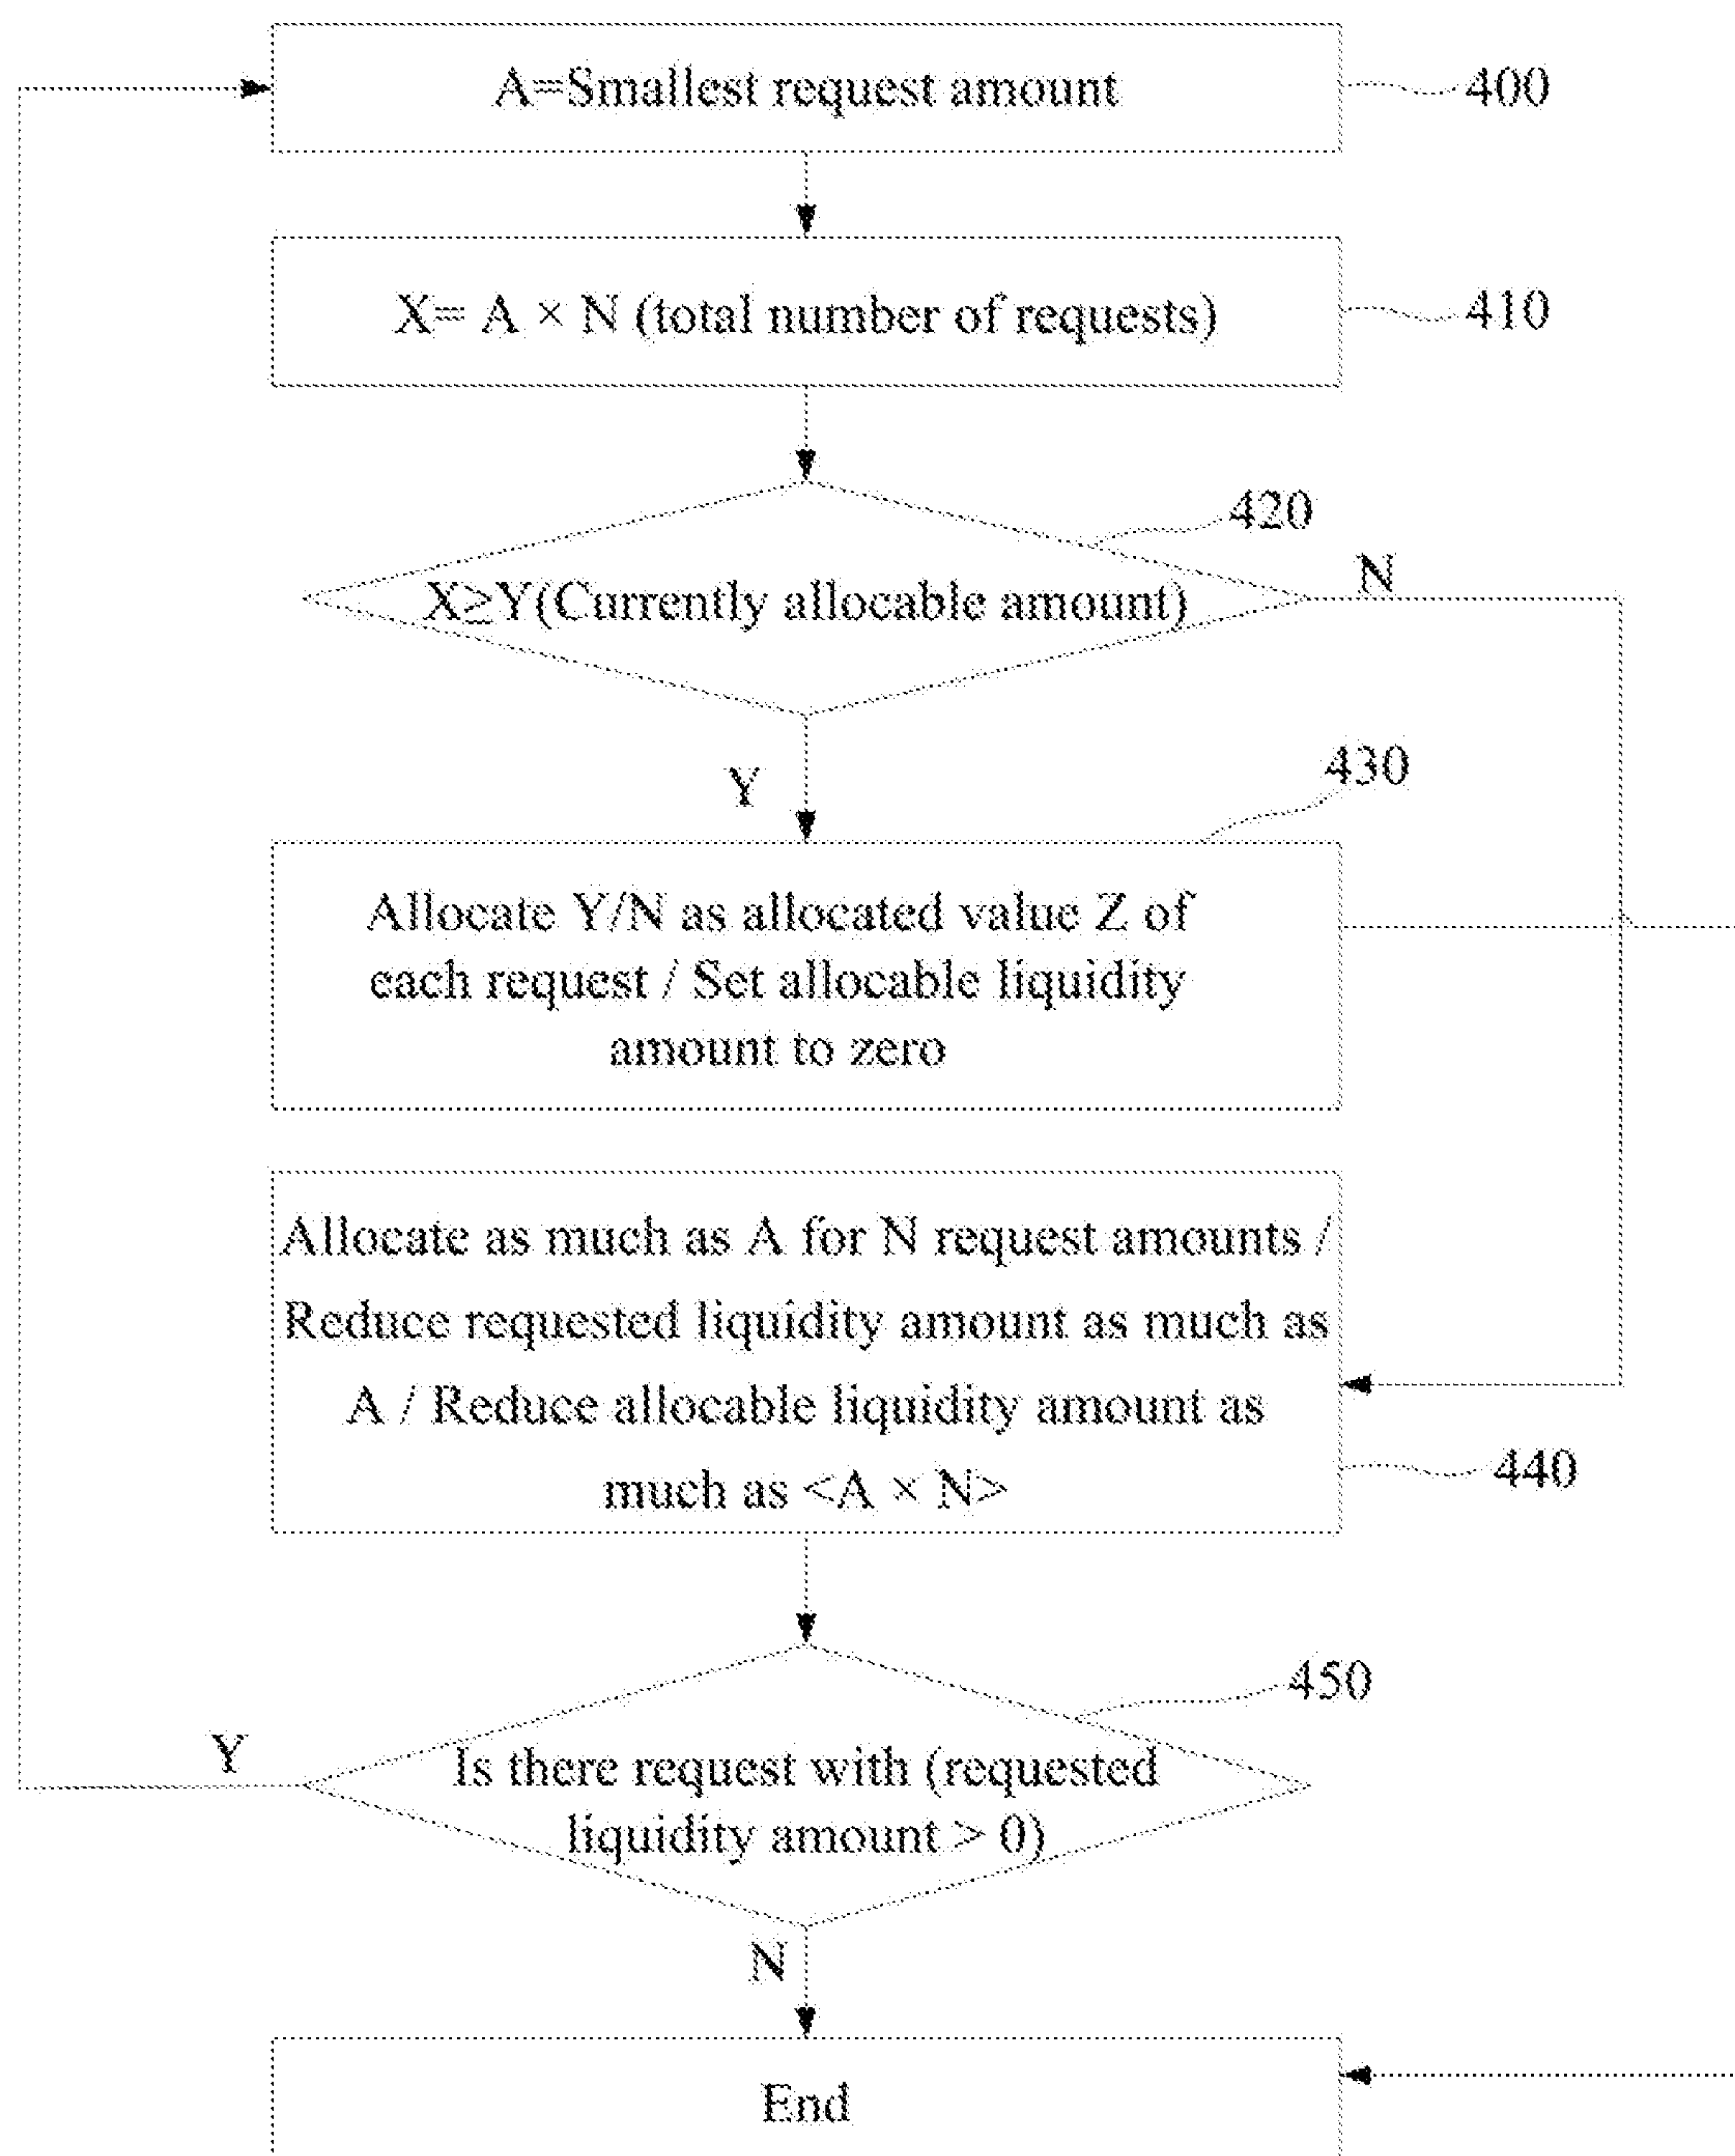 A=Smallest request amount
400
X= A × N (total number of requests)
410
420
X≥Y(Currently allocable amount)
N
Y
430
Allocate Y/N as allocated value Z of
each request / Set allocable liquidity
amount to zero
Allocate as much as A for N request amounts /
Reduce requested liquidity amount as much as
A / Reduce allocable liquidity amount as
much as <A × N>
440
450
Y
Is there request with (requested
liquidity amount > 0)
N
End